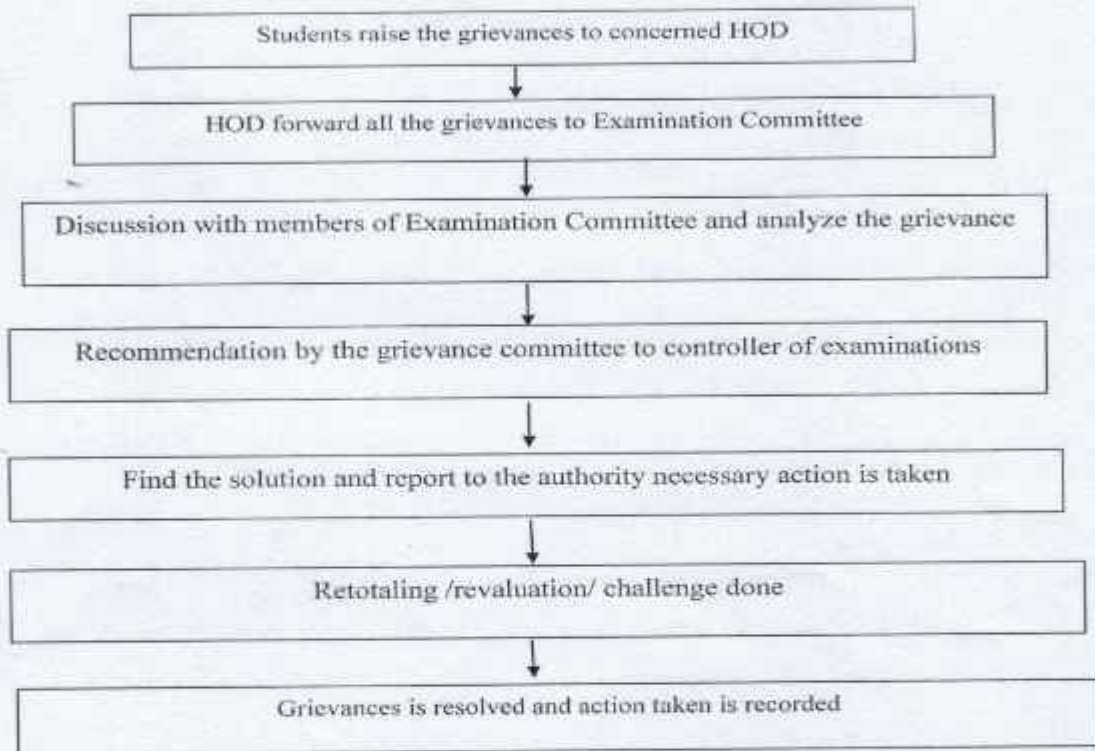 Students raise the grievances to concerned HOD
HOD forward all the grievances to Examination Committee
Discussion with members of Examination Committee and analyze the grievance
Recommendation by the grievance committee to controller of examinations
Find the solution and report to the authority necessary action is taken
Retotaling /revaluation/ challenge done
Grievances is resolved and action taken is recorded